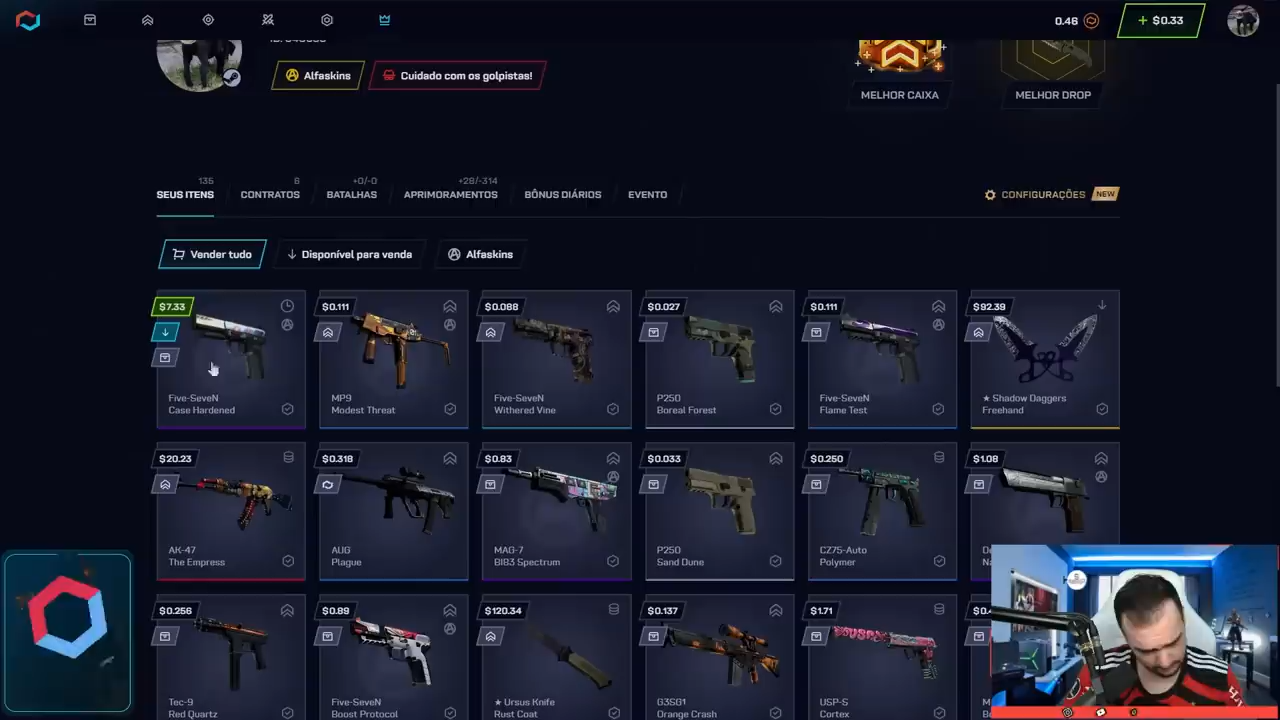 0.46
+ $0.33
Alfaskins
Cuidado com os golpistas!
MELHOR CAIXA
MELHOR DROP
135
6
+0/-0
+28/-314
SEUS ITENS
CONTRATOS
BATALHAS
APRIMORAMENTOS
BÔNUS DIÁRIOS
EVENTO
CONFIGURAÇÕES
NEW
Vender tudo
Disponível para venda
Alfaskins
$7.33
Five-SeveN
Case Hardened
$0.111
MP9
Modest Threat
$0.088
Five-SeveN
Withered Vine
$0.027
P250
Boreal Forest
$0.111
Five-SeveN
Flame Test
$92.39
★ Shadow Daggers
Freehand
$20.23
AK-47
The Empress
$0.318
AUG
Plague
$0.83
MAG-7
BI83 Spectrum
$0.033
P250
Sand Dune
$0.250
CZ75-Auto
Polymer
$1.08
$0.256
Tec-9
Red Quartz
$0.89
Five-SeveN
Boost Protocol
$120.34
★ Ursus Knife
Rust Coat
$0.137
G3SG1
Orange Crash
$1.71
USP-S
Cortex